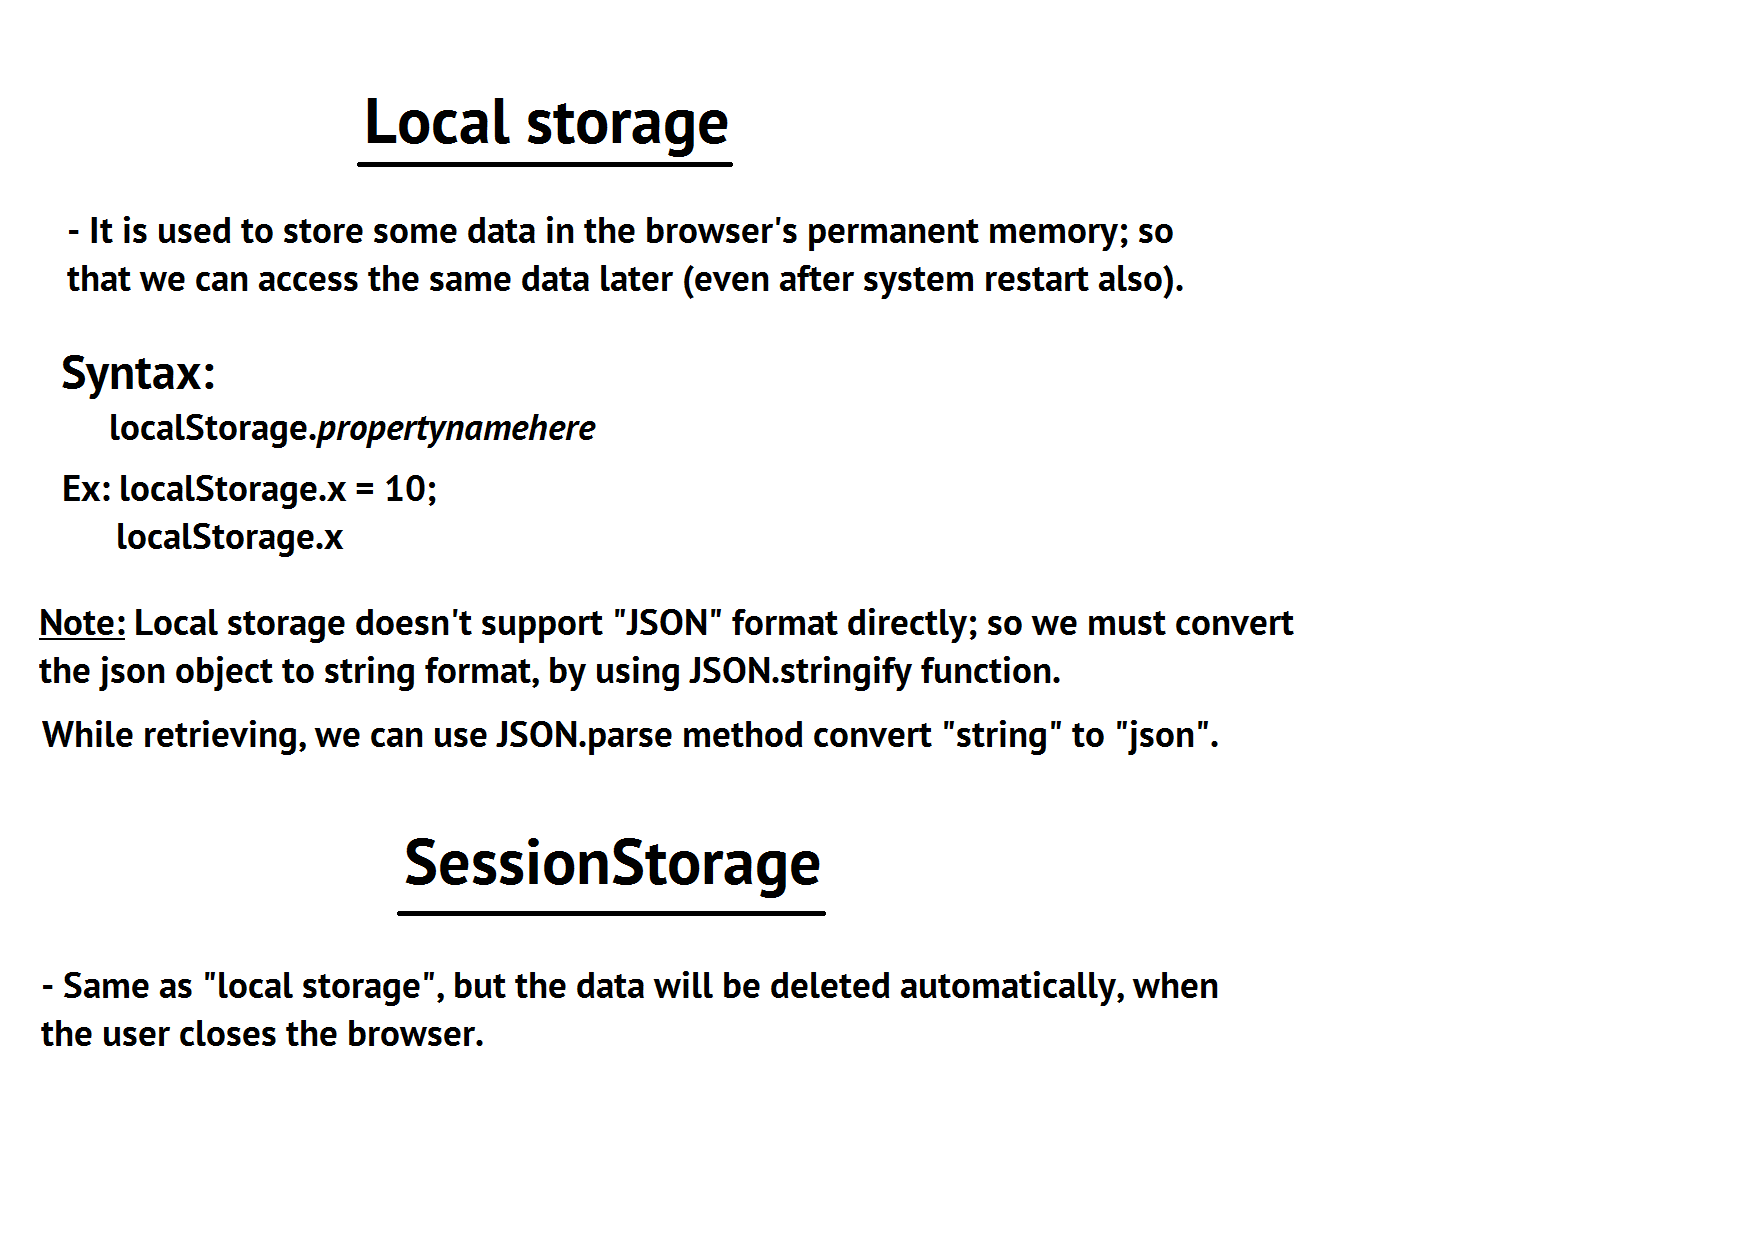 Local storage
- It is used to store some data in the browser's permanent memory; so
that we can access the same data later (even after system restart also).
Syntax:
localStorage.propertynamehere
Ex: localStorage.x = 10;
localStorage.x
Note: Local storage doesn't support "JSON" format directly; so we must convert
the json object to string format, by using JSON.stringify function.
While retrieving, we can use JSON.parse method convert "string" to "json".
SessionStorage
- Same as "local storage", but the data will be deleted automatically, when
the user closes the browser.